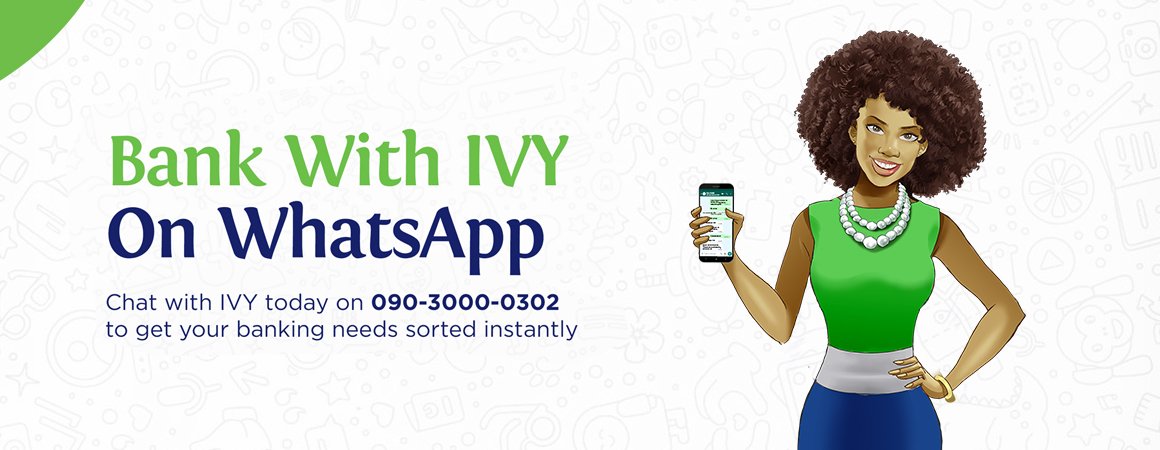 Bank With IVY
On WhatsApp
Chat with IVY today on 090-3000-0302
to get your banking needs sorted instantly